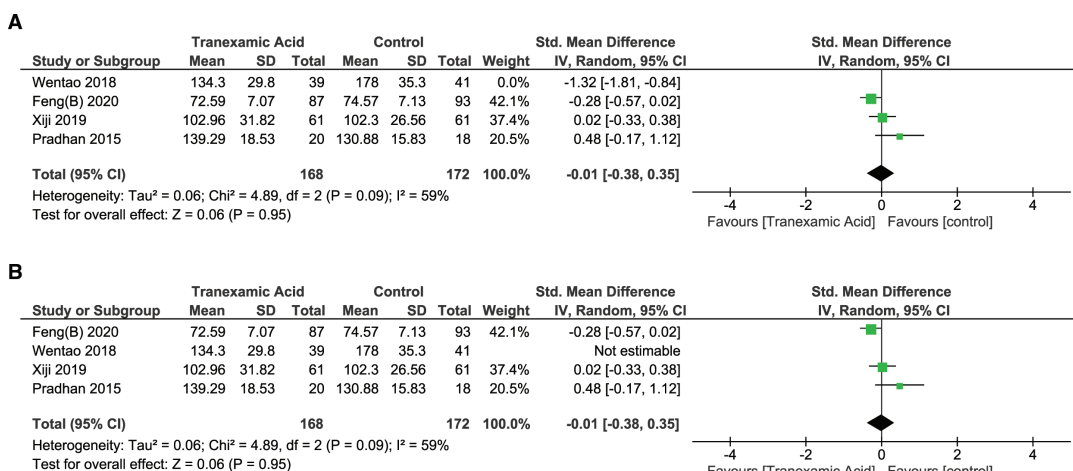 A
Tranexamic Acid Control Std. Mean Difference Std. Mean Difference
Study or Subgroup Mean SD Total Mean SD Total Weight IV, Random, 95% CI IV, Random, 95% CI
Wentao 2018 134.3 29.8 39 178 35.3 41 0.0% -1.32 [-1.81, -0.84]
Feng(B) 2020 72.59 7.07 87 74.57 7.13 93 42.1% -0.28 [-0.57, 0.02]
Xiji 2019 102.96 31.82 61 102.3 26.56 61 37.4% 0.02 [-0.33, 0.38]
Pradhan 2015 139.29 18.53 20 130.88 15.83 18 20.5% 0.48 [-0.17, 1.12]
Total (95% CI) 168 172 100.0% -0.01 [-0.38, 0.35]
Heterogeneity: Tau² = 0.06; Chi² = 4.89, df = 2 (P = 0.09); I² = 59%
Test for overall effect: Z = 0.06 (P = 0.95)
-4 -2 0 2 4
Favours [Tranexamic Acid] Favours [control]
B
Tranexamic Acid Control Std. Mean Difference Std. Mean Difference
Study or Subgroup Mean SD Total Mean SD Total Weight IV, Random, 95% CI IV, Random, 95% CI
Feng(B) 2020 72.59 7.07 87 74.57 7.13 93 42.1% -0.28 [-0.57, 0.02]
Wentao 2018 134.3 29.8 39 178 35.3 41 Not estimable
Xiji 2019 102.96 31.82 61 102.3 26.56 61 37.4% 0.02 [-0.33, 0.38]
Pradhan 2015 139.29 18.53 20 130.88 15.83 18 20.5% 0.48 [-0.17, 1.12]
Total (95% CI) 168 172 100.0% -0.01 [-0.38, 0.35]
Heterogeneity: Tau² = 0.06; Chi² = 4.89, df = 2 (P = 0.09); I² = 59%
Test for overall effect: Z = 0.06 (P = 0.95)
-4 -2 0 2 4
Favours [Tranexamic Acid] Favours [control]